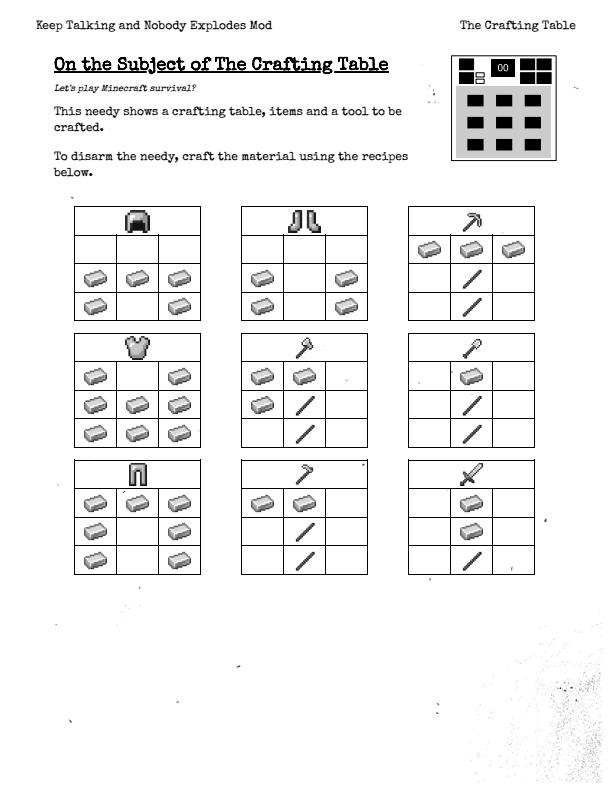 Keep Talking and Nobody Explodes Mod
The Crafting Table
On the Subject of The Crafting Table
Let's play Minecraft survival?
This needy shows a crafting table, items and a tool to be
crafted.
To disarm the needy, craft the material using the recipes
below.
00